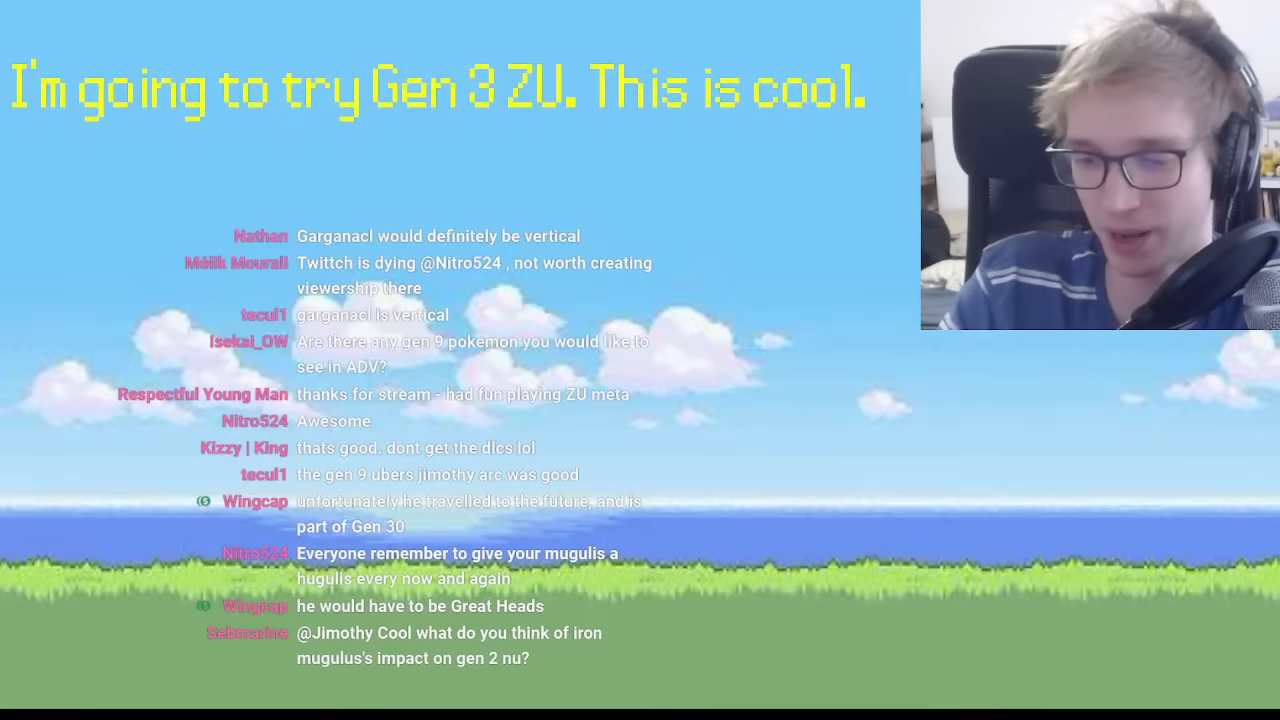 I'm going to try Gen 3 ZU. This is cool.
Nathan Garganacl would definitely be vertical
Mélik Mourali Twittch is dying @Nitro524 , not worth creating
viewership there
tecul1 garganacl is vertical
Isekai_OW Are there any gen 9 pokemon you would like to
see in ADV?
Respectful Young Man thanks for stream - had fun playing ZU meta
Nitro524 Awesome
Kizzy | King thats good. dont get the dlcs lol
tecul1 the gen 9 ubers jimothy arc was good
Wingcap unfortunately he travelled to the future, and is
part of Gen 30
Nitro524 Everyone remember to give your mugulis a
hugulis every now and again
Wingcap he would have to be Great Heads
Sebmarine @Jimothy Cool what do you think of iron
mugulus's impact on gen 2 nu?